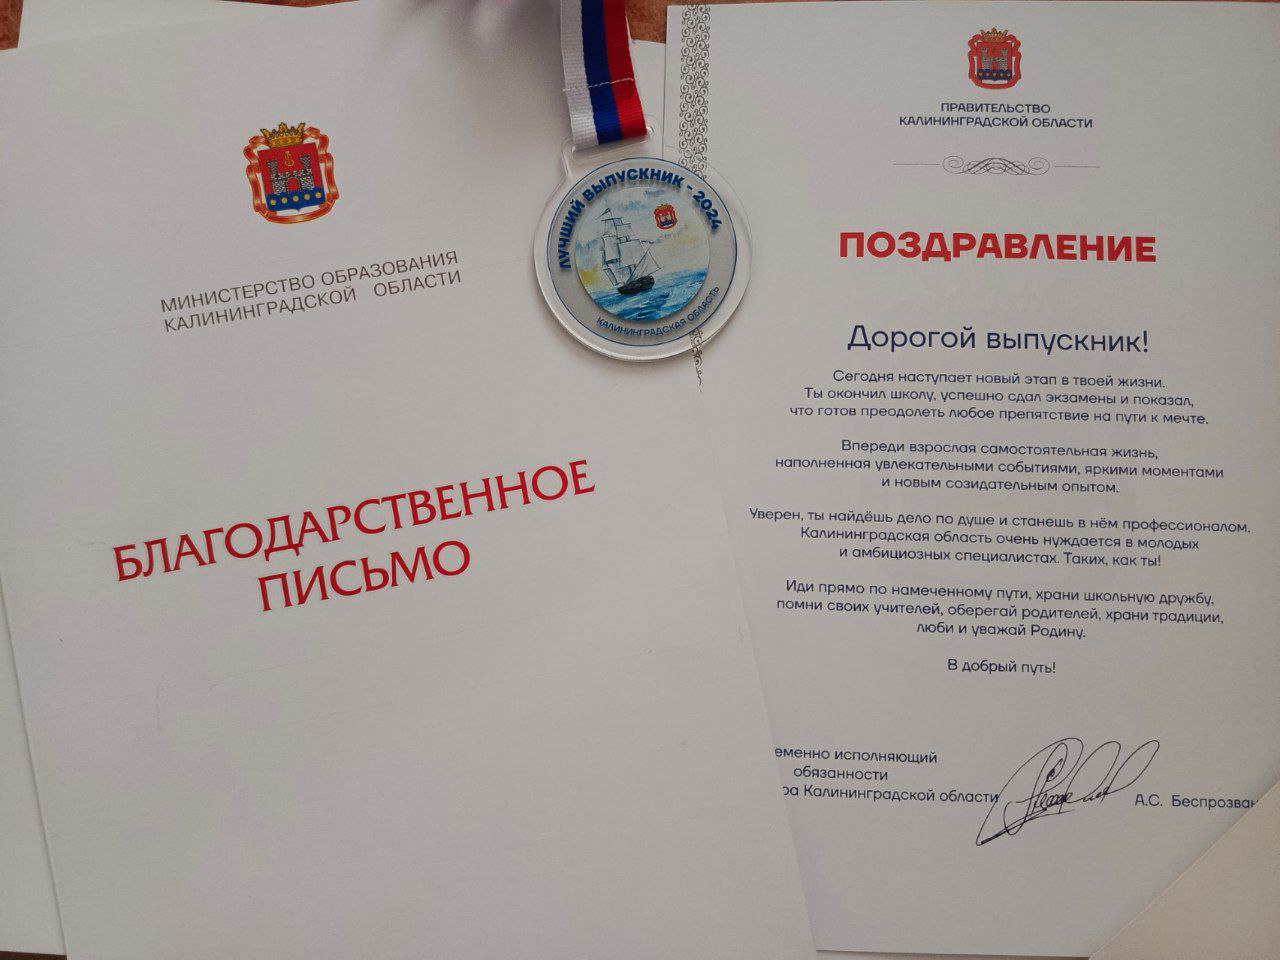 МИНИСТЕРСТВО ОБРАЗОВАНИЯ
КАЛИНИНГРАДСКОЙ ОБЛАСТИ
БЛАГОДАРСТВЕННОЕ
ПИСЬМО
ЛУЧШИЙ ВЫПУСКНИК - 2024
КАЛИНИНГРАДСКАЯ ОБЛАСТЬ
ПРАВИТЕЛЬСТВО
КАЛИНИНГРАДСКОЙ ОБЛАСТИ
ПОЗДРАВЛЕНИЕ
Дорогой выпускник!
Сегодня наступает новый этап в твоей жизни.
Ты окончил школу, успешно сдал экзамены и показал,
что готов преодолеть любое препятствие на пути к мечте.
Впереди взрослая самостоятельная жизнь,
наполненная увлекательными событиями, яркими моментами
и новым созидательным опытом.
Уверен, ты найдёшь дело по душе и станешь в нём профессионалом.
Калининградская область очень нуждается в молодых
и амбициозных специалистах. Таких, как ты!
Иди прямо по намеченному пути, храни школьную дружбу,
помни своих учителей, оберегай родителей, храни традиции,
люби и уважай Родину.
В добрый путь!
еменно исполняющий
обязанности
ра Калининградской области
А.С. Беспрозван